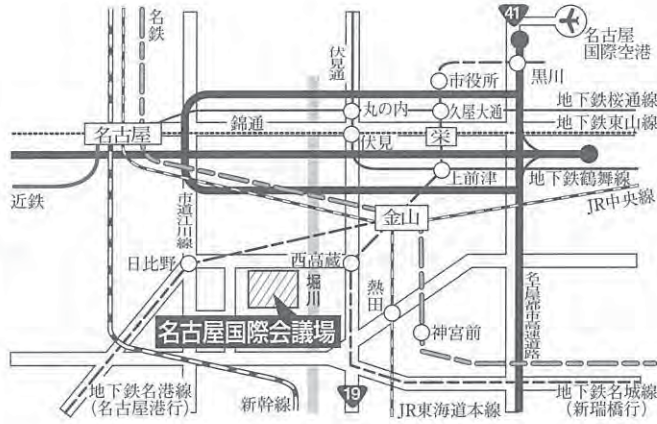 41
名鉄
伏見通
名古屋
国際空港
市役所
黒川
丸の内
久屋大通
地下鉄桜通線
錦通
地下鉄東山線
名古屋
伏見
栄
上前津
地下鉄鶴舞線
近鉄
JR中央線
市道江川線
金山
日比野
西高蔵
堀川
熱田
名古屋都市高速道路
名古屋国際会議場
神宮前
地下鉄名港線
(名古屋港行)
新幹線
19
JR東海道本線
地下鉄名城線
(新瑞橋行)